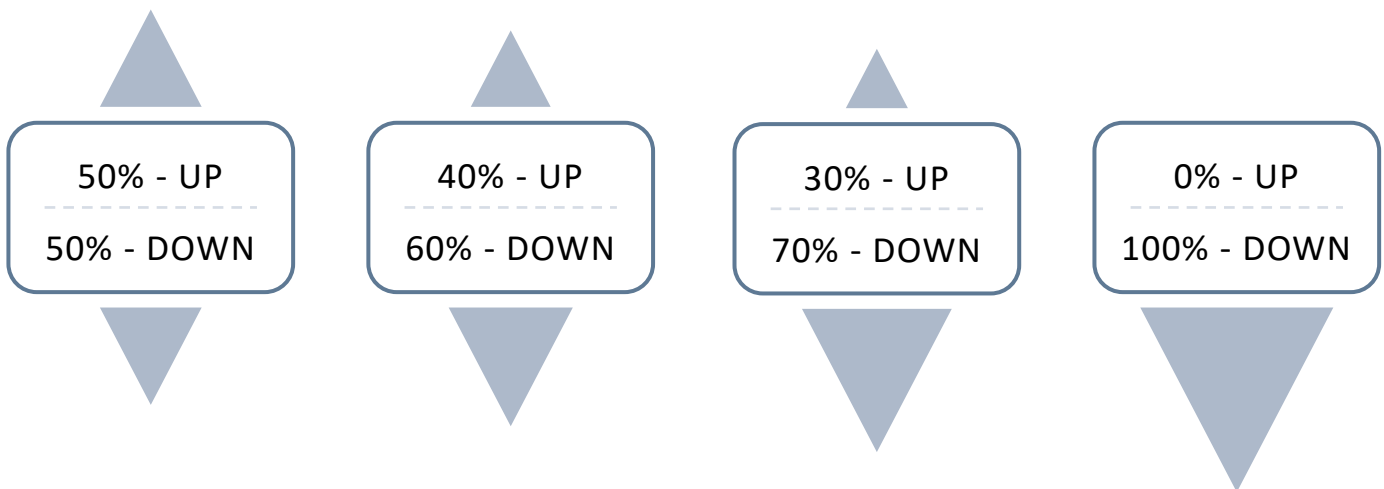 50% - UP
50% - DOWN
40% - UP
60% - DOWN
30% - UP
70% - DOWN
0% - UP
100% - DOWN